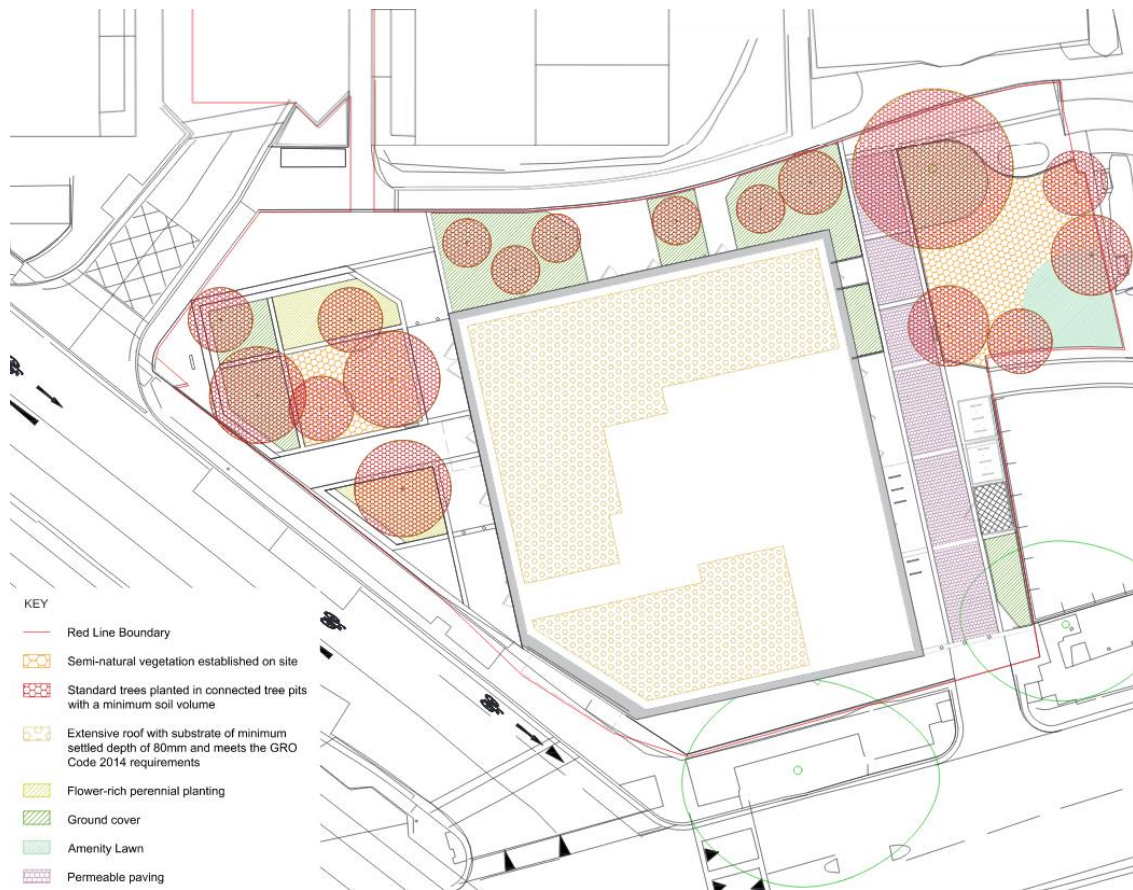 KEY
Red Line Boundary
Semi-natural vegetation established on site
Standard trees planted in connected tree pits
with a minimum soil volume
Extensive roof with substrate of minimum
settled depth of 80mm and meets the GRO
Code 2014 requirements
Flower-rich perennial planting
Ground cover
Amenity Lawn
Permeable paving